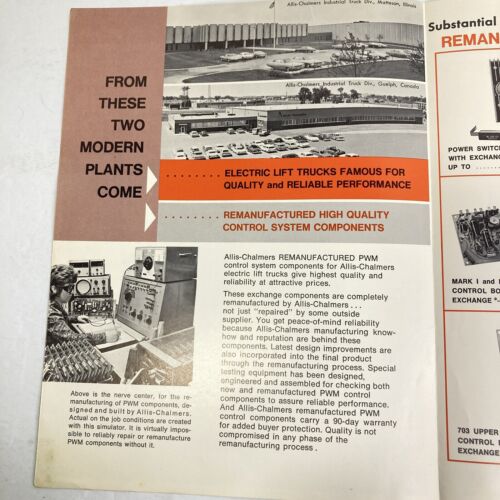 Allis-Chalmers Industrial Truck Div., Matteson, Illinois
Allis-Chalmers Industrial Truck Div., Guelph, Canada
FROM
THESE
TWO
MODERN
PLANTS
COME
ELECTRIC LIFT TRUCKS FAMOUS FOR
QUALITY and RELIABLE PERFORMANCE
REMANUFACTURED HIGH QUALITY
CONTROL SYSTEM COMPONENTS
Allis-Chalmers REMANUFACTURED PWM
control system components for Allis-Chalmers
electric lift trucks give highest quality and
reliability at attractive prices.
These exchange components are completely
remanufactured by Allis-Chalmers . . .
not just "repaired" by some outside
supplier. You get peace-of-mind reliability
because Allis-Chalmers manufacturing know-
how and reputation are behind these
components. Latest design improvements are
also incorporated into the final product
through the remanufacturing process. Special
testing equipment has been designed,
engineered and assembled for checking both
now and remanufactured PWM control
components to assure reliable performance.
And Allis-Chalmers remanufactured PWM
control components carry a 90-day warranty
for added buyer protection. Quality is not
compromised in any phase of the
remanufacturing process.
Above is the nerve center, for the re-
manufacturing of PWM components, de-
signed and built by Allis-Chalmers.
Actual on the job conditions are created
with this simulator. It is virtually impos-
sible to reliably repair or remanufacture
PWM components without it.
Substantial
REMAN
POWER SWITC
WITH EXCHAN
UP TO . . . . . . . .
MARK I and
CONTROL BO
EXCHANGE
703 UPPER
CONTROL
EXCHANGE